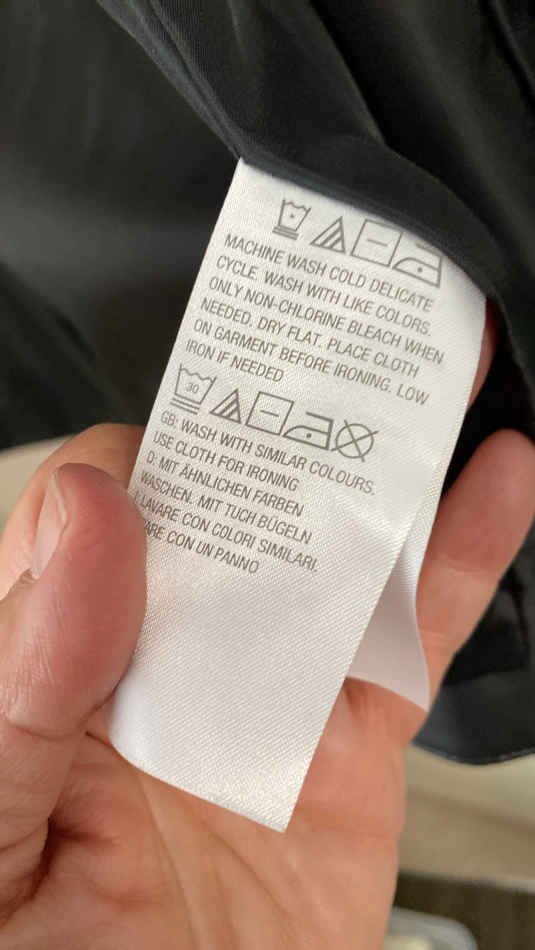 MACHINE WASH COLD DELICATE
CYCLE. WASH WITH LIKE COLORS.
ONLY NON-CHLORINE BLEACH WHEN
NEEDED. DRY FLAT. PLACE CLOTH
ON GARMENT BEFORE IRONING. LOW
IRON IF NEEDED
30
GB: WASH WITH SIMILAR COLOURS.
USE CLOTH FOR IRONING
D: MIT ÄHNLICHEN FARBEN
WASCHEN. MIT TUCH BÜGELN
LAVARE CON COLORI SIMILARI.
CON UN PANNO